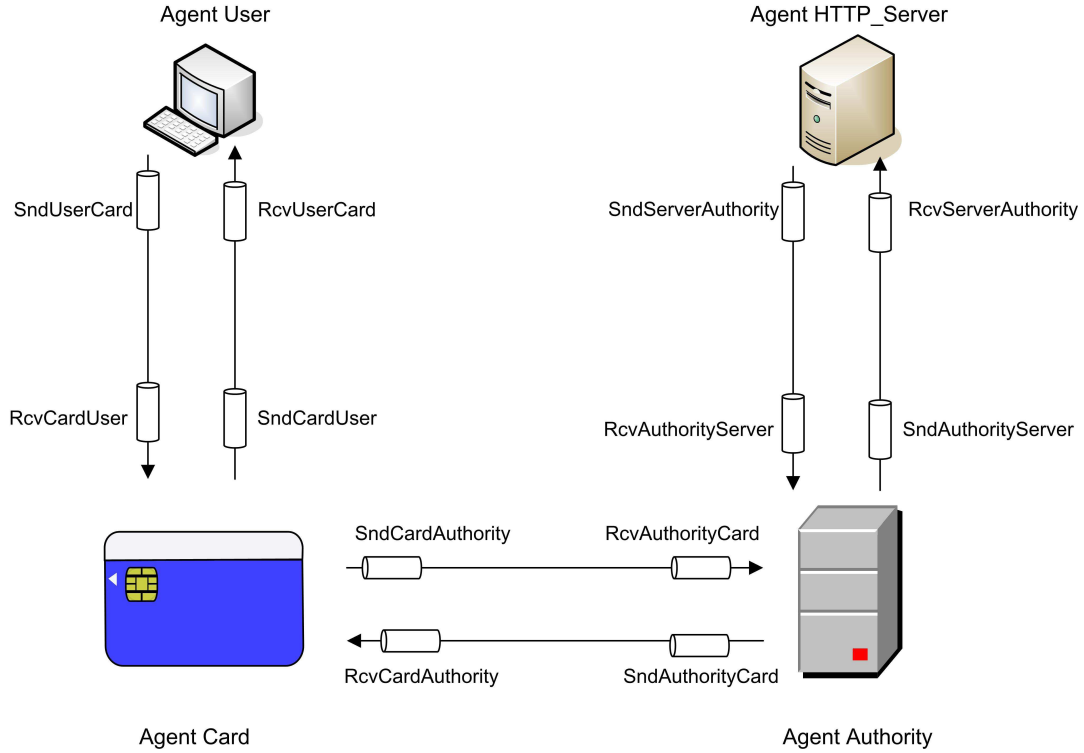 Agent User
Agent HTTP_Server
SndUserCard
RcvUserCard
SndServerAuthority
RcvServerAuthority
RcvCardUser
SndCardUser
RcvAuthorityServer
SndAuthorityServer
SndCardAuthority
RcvAuthorityCard
RcvCardAuthority
SndAuthorityCard
Agent Card
Agent Authority